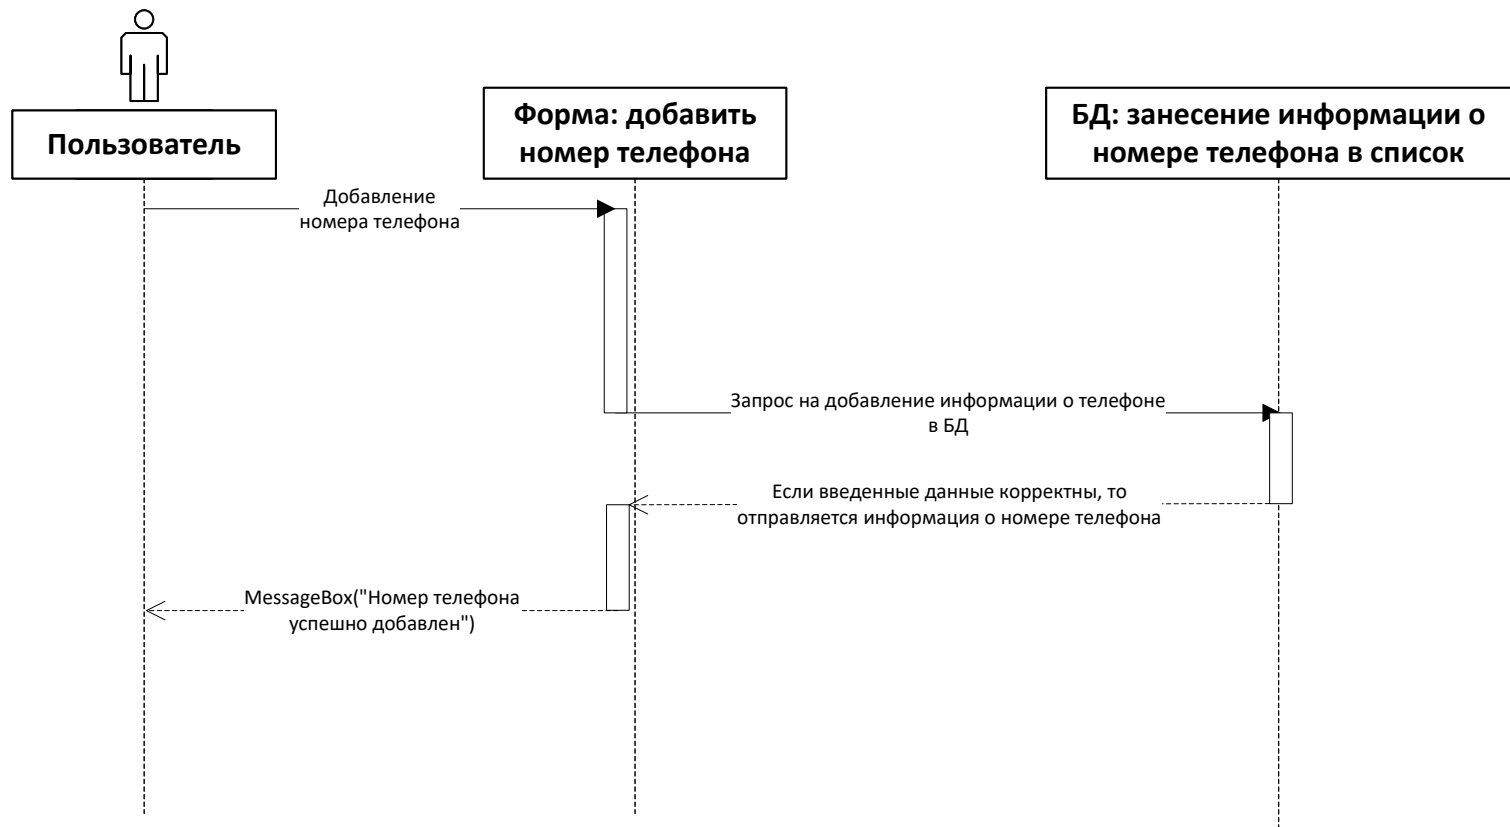 Пользователь
Форма: добавить
номер телефона
БД: занесение информации о
номере телефона в список
Добавление
номера телефона
Запрос на добавление информации о телефоне
в БД
Если введенные данные корректны, то
отправляется информация о номере телефона
MessageBox("Номер телефона
успешно добавлен")